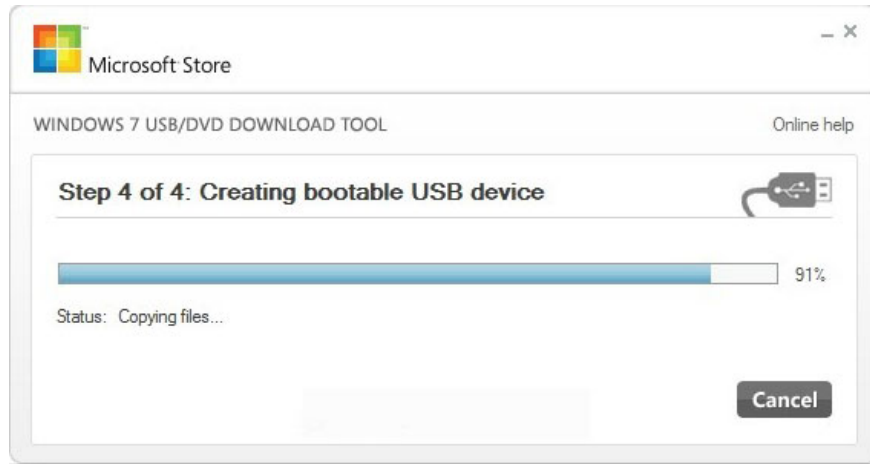 Microsoft Store
WINDOWS 7 USB/DVD DOWNLOAD TOOL
Online help
Step 4 of 4: Creating bootable USB device
91%
Status: Copying files...
Cancel